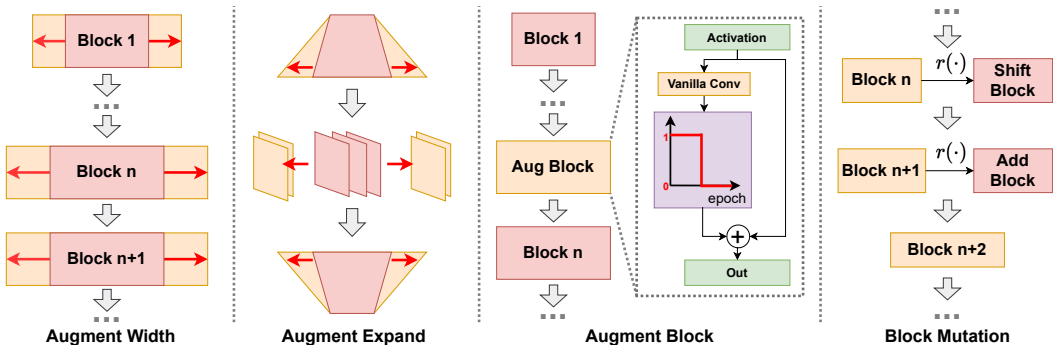 Block 1
Block n
Block n+1
Augment Width
Augment Expand
Block 1
Aug Block
Block n
Activation
Vanilla Conv
1
0
epoch
+
Out
Augment Block
Block n
r(·)
Shift
Block
Block n+1
r(·)
Add
Block
Block n+2
Block Mutation